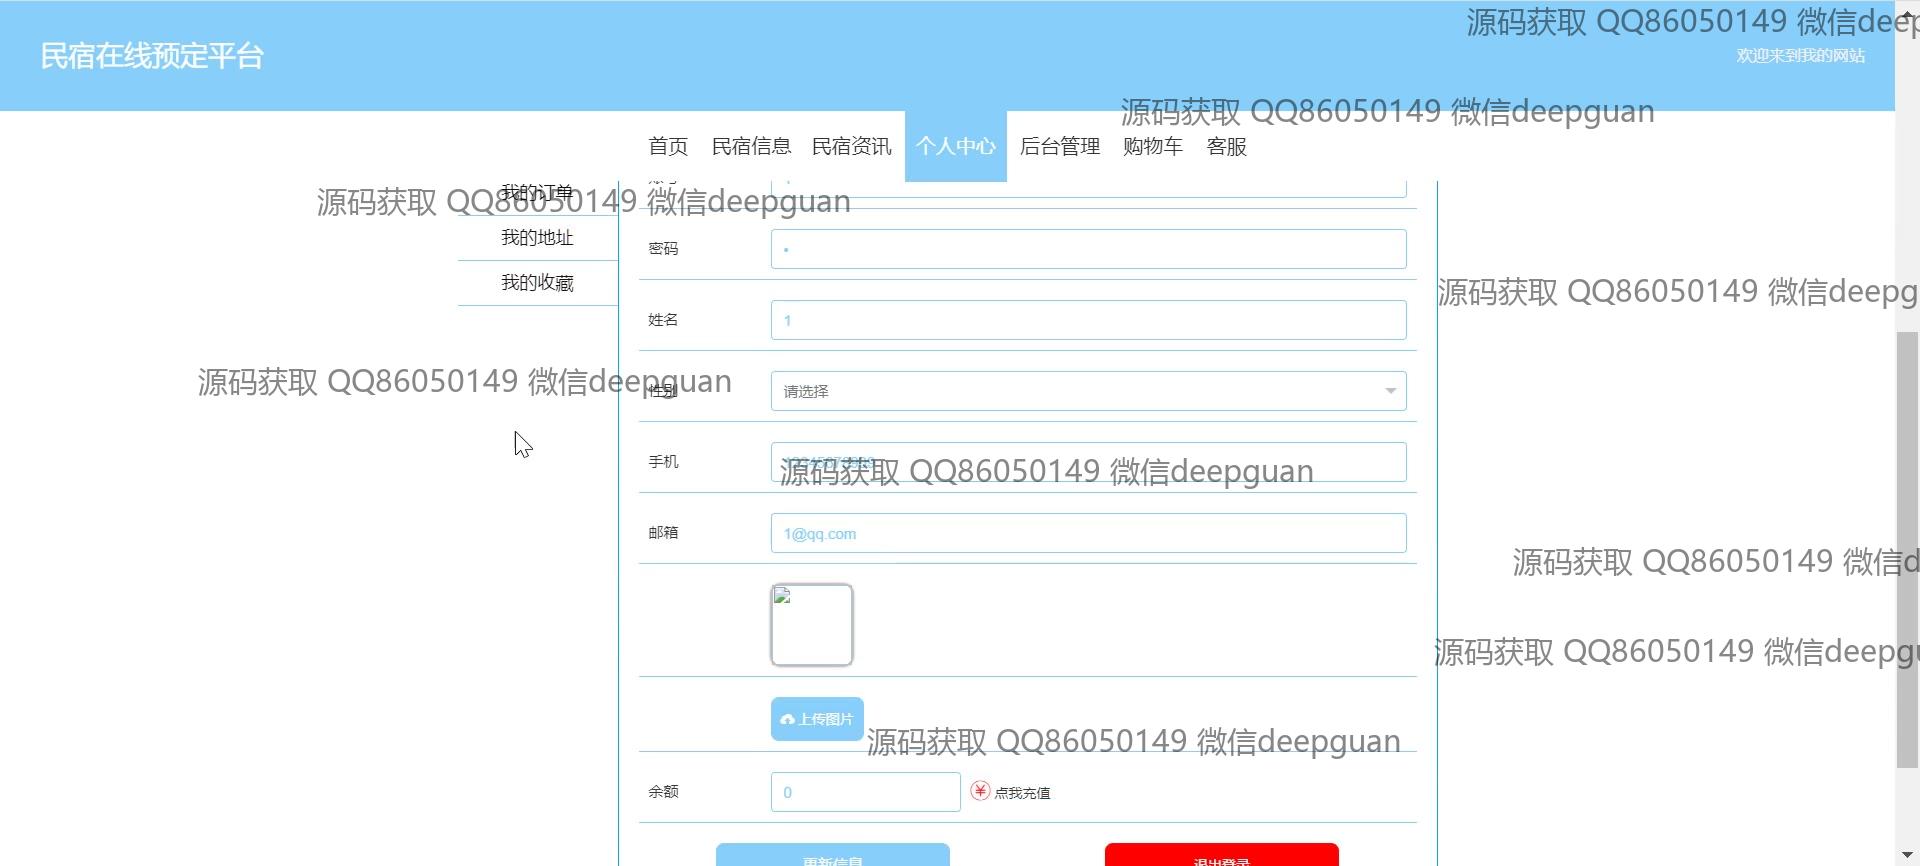 源码获取 QQ86050149 微信deep
民宿在线预定平台
欢迎来到我的网站
源码获取 QQ86050149 微信deepguan
首页 民宿信息 民宿资讯 个人中心 后台管理 购物车 客服
我的订单
源码获取 QQ86050149 微信deepguan
我的地址
密码
我的收藏
源码获取 QQ86050149 微信deepg
姓名 1
源码获取 QQ86050149 微信deepguan
性别 请选择
手机
源码获取 QQ86050149 微信deepguan
邮箱 1@qq.com
源码获取 QQ86050149 微信d
源码获取 QQ86050149 微信deepgu
上传图片
源码获取 QQ86050149 微信deepguan
余额 0 点我充值
更新信息 退出登录